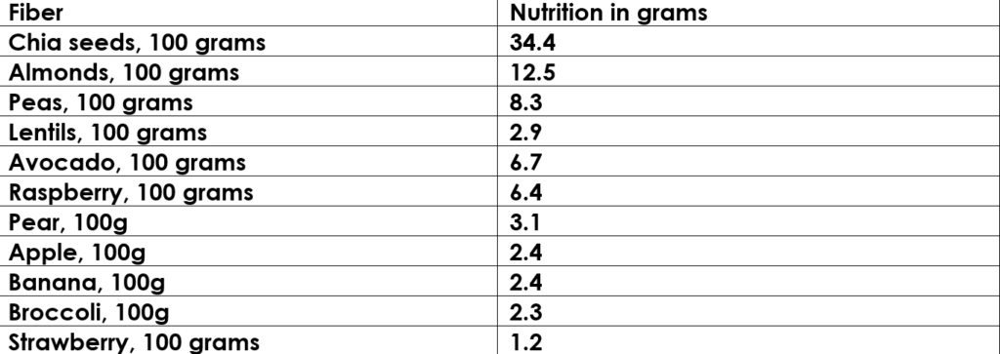 Fiber Nutrition in grams
Chia seeds, 100 grams 34.4
Almonds, 100 grams 12.5
Peas, 100 grams 8.3
Lentils, 100 grams 2.9
Avocado, 100 grams 6.7
Raspberry, 100 grams 6.4
Pear, 100g 3.1
Apple, 100g 2.4
Banana, 100g 2.4
Broccoli, 100g 2.3
Strawberry, 100 grams 1.2